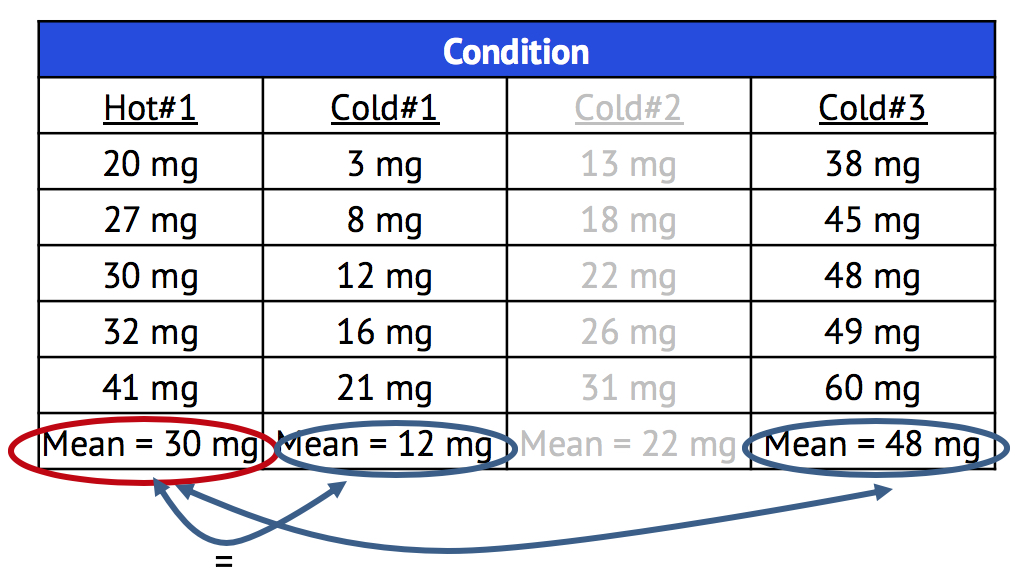 Condition
Hot#1 Cold#1 Cold#2 Cold#3
20 mg 3 mg 13 mg 38 mg
27 mg 8 mg 18 mg 45 mg
30 mg 12 mg 22 mg 48 mg
32 mg 16 mg 26 mg 49 mg
41 mg 21 mg 31 mg 60 mg
Mean = 30 mg Mean = 12 mg Mean = 22 mg Mean = 48 mg
=